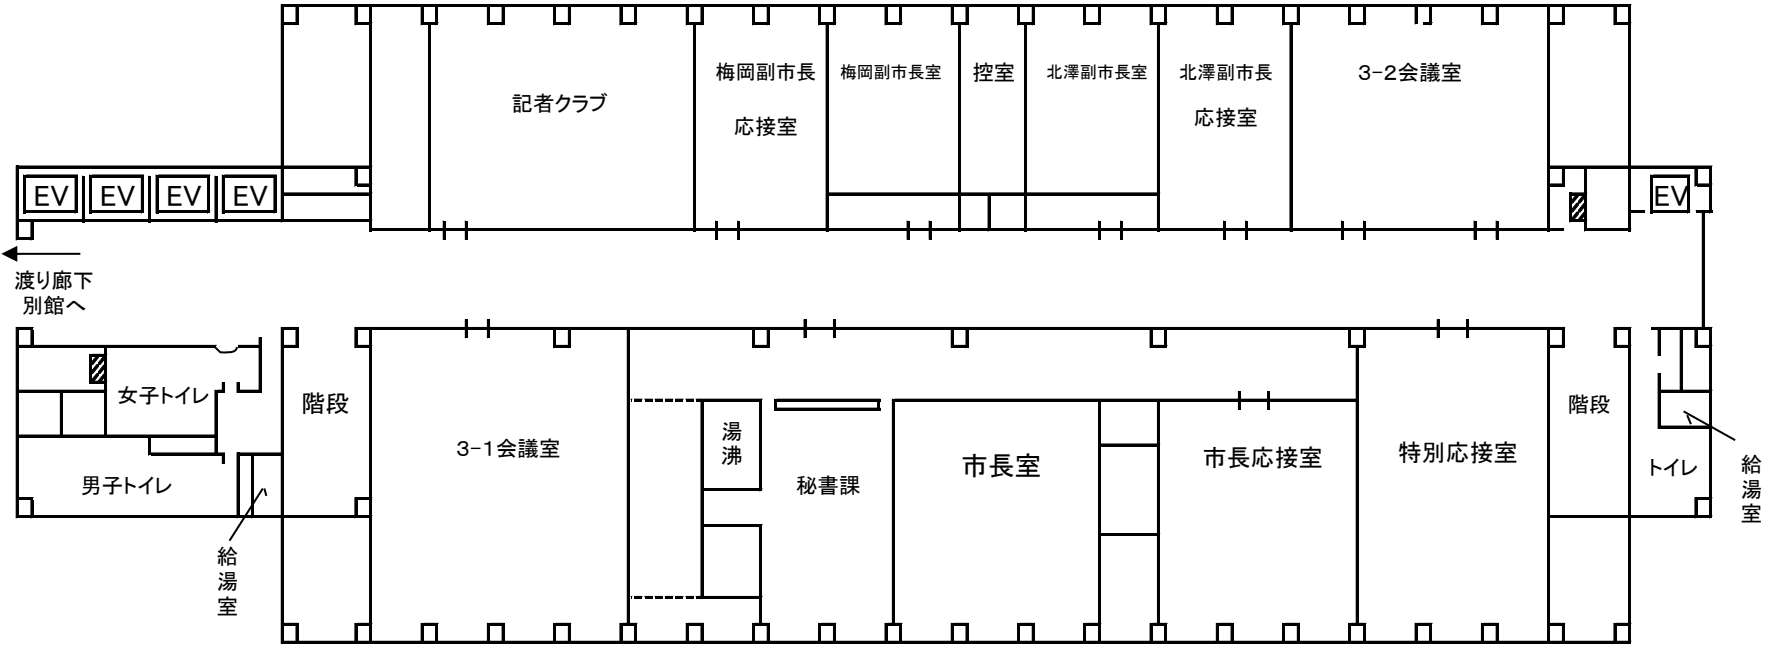 記者クラブ
梅岡副市長
応接室
梅岡副市長室
控室
北澤副市長室
北澤副市長
応接室
3-2会議室
EV
EV
EV
EV
EV
渡り廊下
別館へ
女子トイレ
男子トイレ
給湯室
階段
3-1会議室
湯沸
秘書課
市長室
市長応接室
特別応接室
階段
トイレ
給湯室